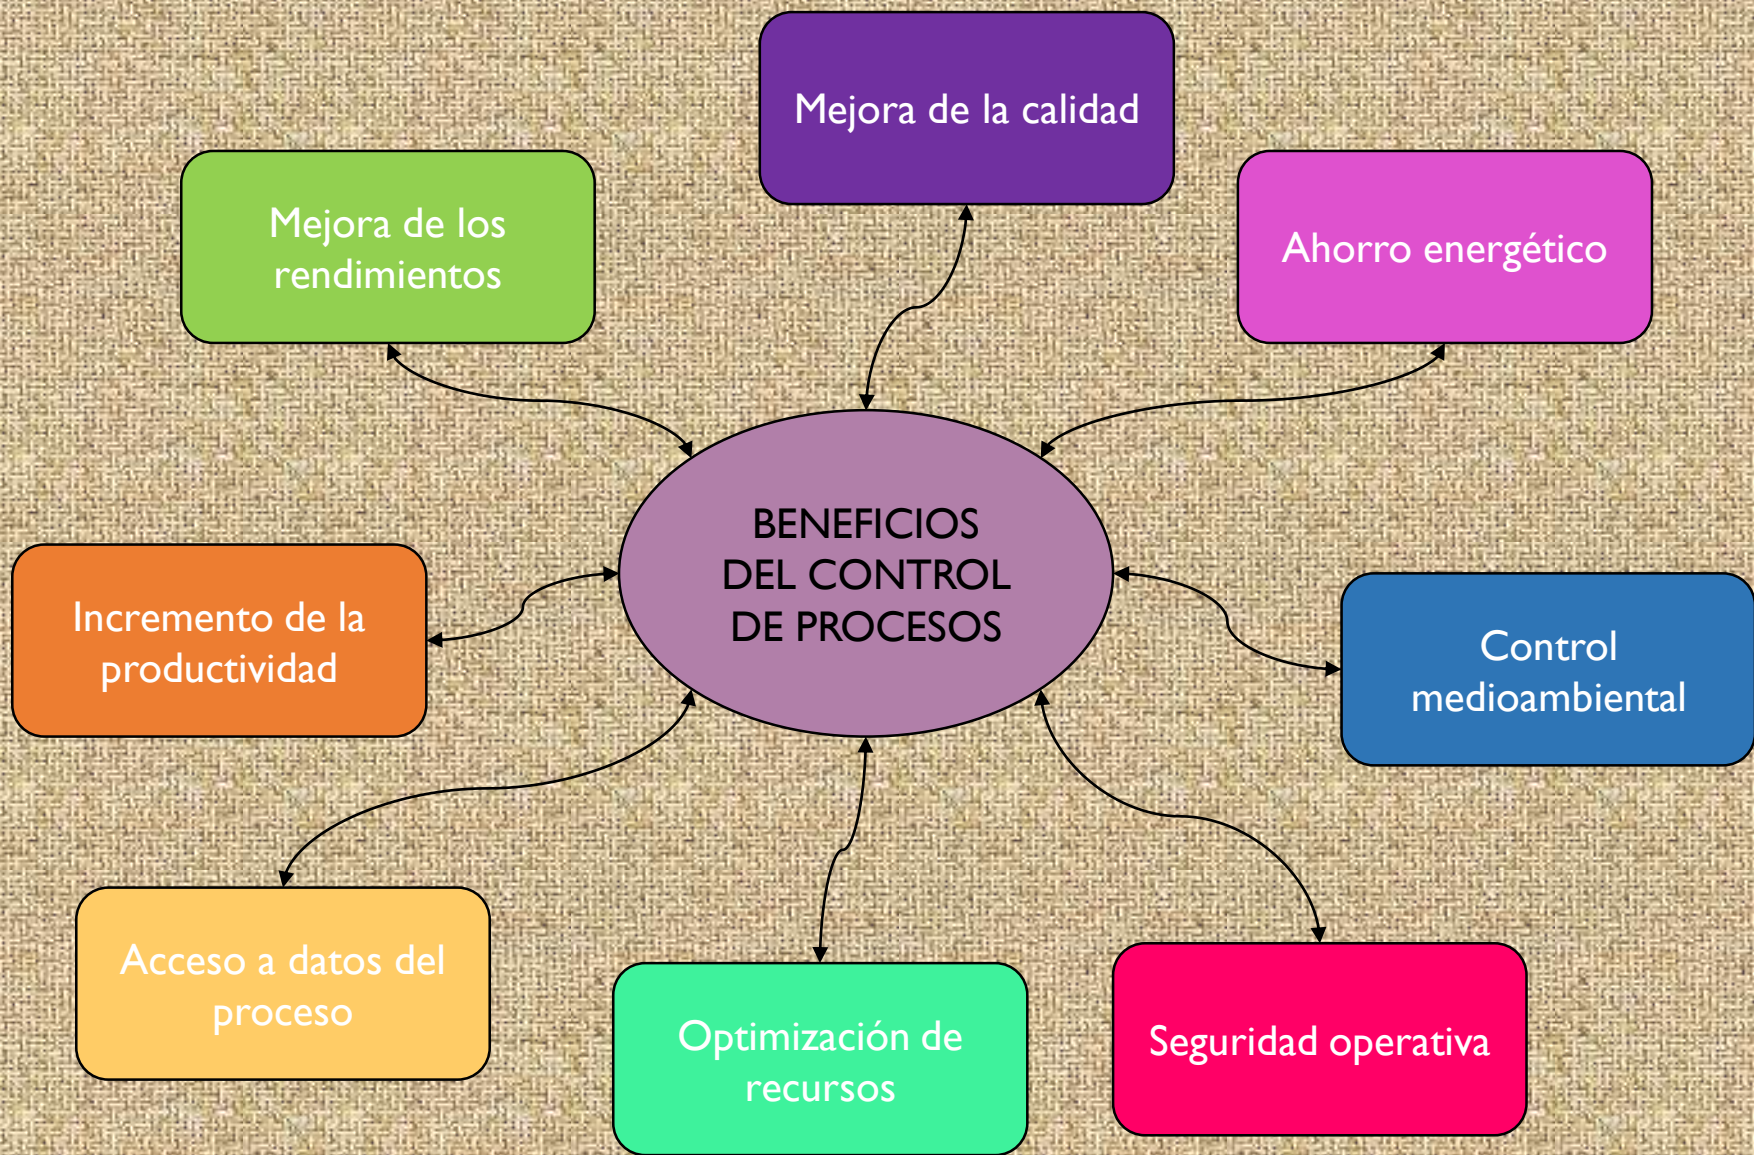 Mejora de la calidad
Mejora de los
rendimientos
Ahorro energético
BENEFICIOS
DEL CONTROL
DE PROCESOS
Incremento de la
productividad
Control
medioambiental
Acceso a datos del
proceso
Optimización de
recursos
Seguridad operativa